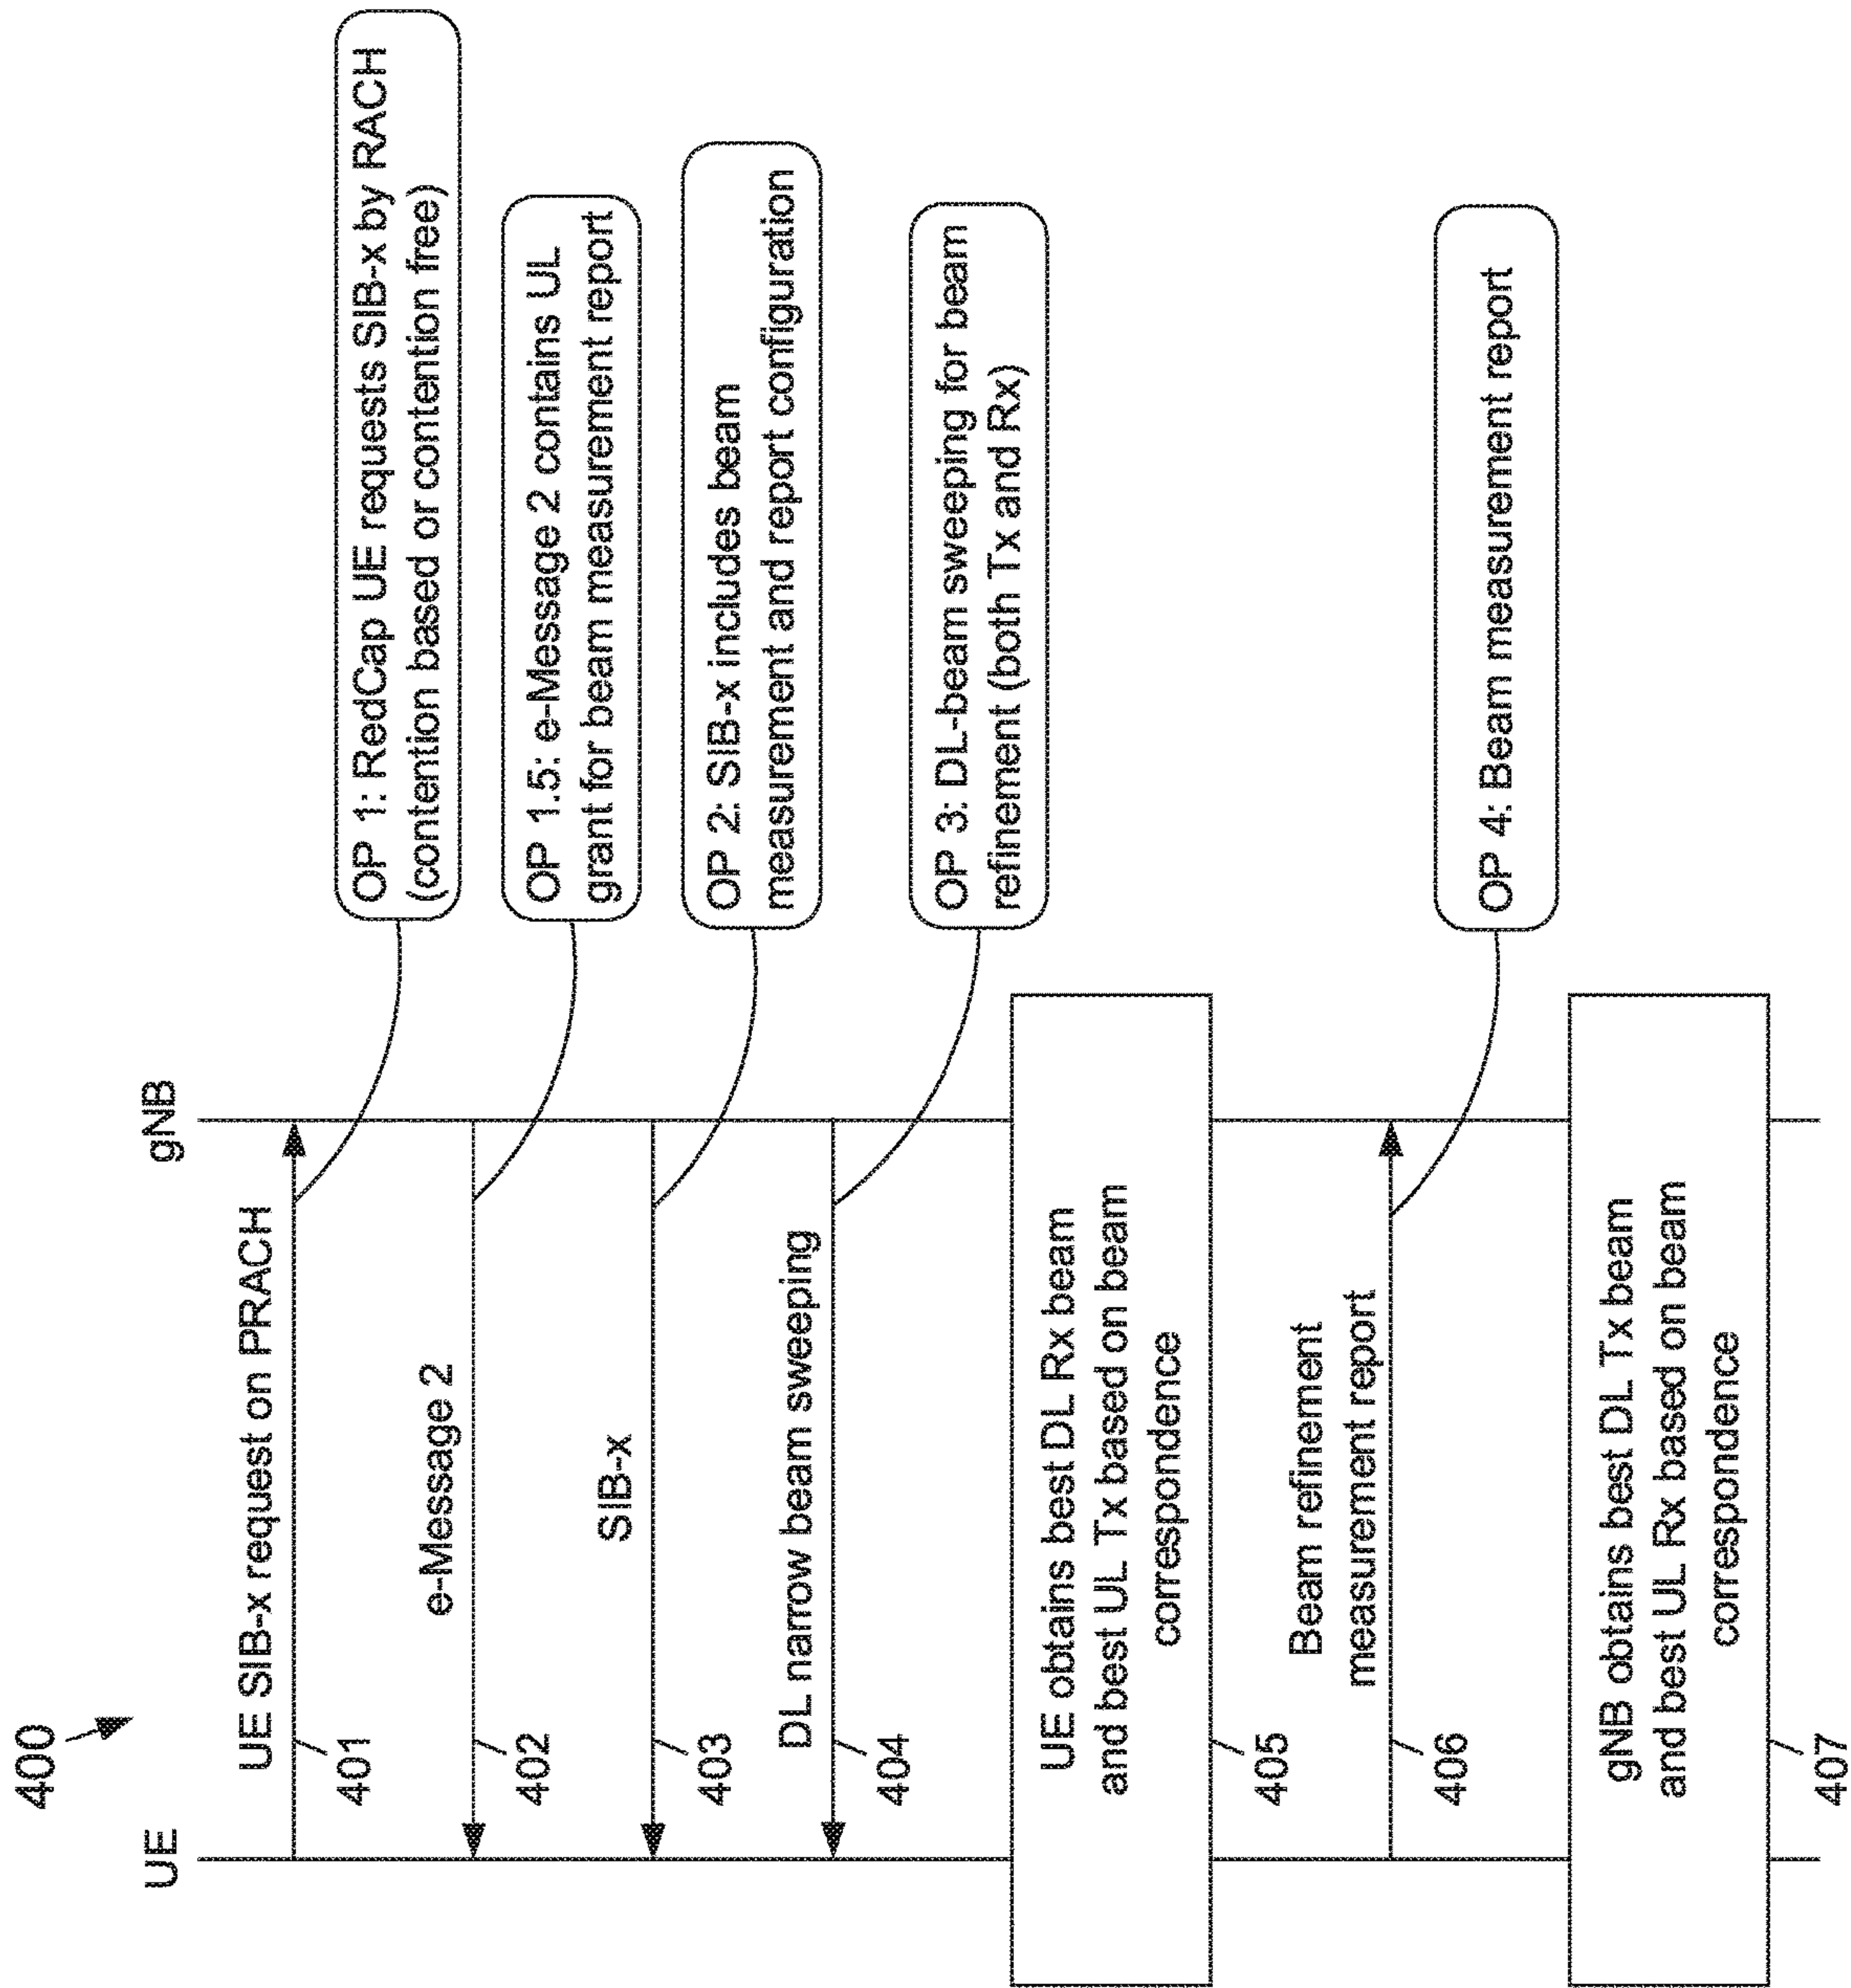 400
UE
gNB
UE SIB-x request on PRACH
401
OP 1: RedCap UE requests SIB-x by RACH
(contention based or contention free)
e-Message 2
402
OP 1.5: e-Message 2 contains UL
grant for beam measurement report
SIB-x
403
OP 2: SIB-x includes beam
measurement and report configuration
DL narrow beam sweeping
404
OP 3: DL-beam sweeping for beam
refinement (both Tx and Rx)
UE obtains best DL Rx beam
and best UL Tx based on beam
correspondence
405
Beam refinement
measurement report
406
OP 4: Beam measurement report
gNB obtains best DL Tx beam
and best UL Rx based on beam
correspondence
407